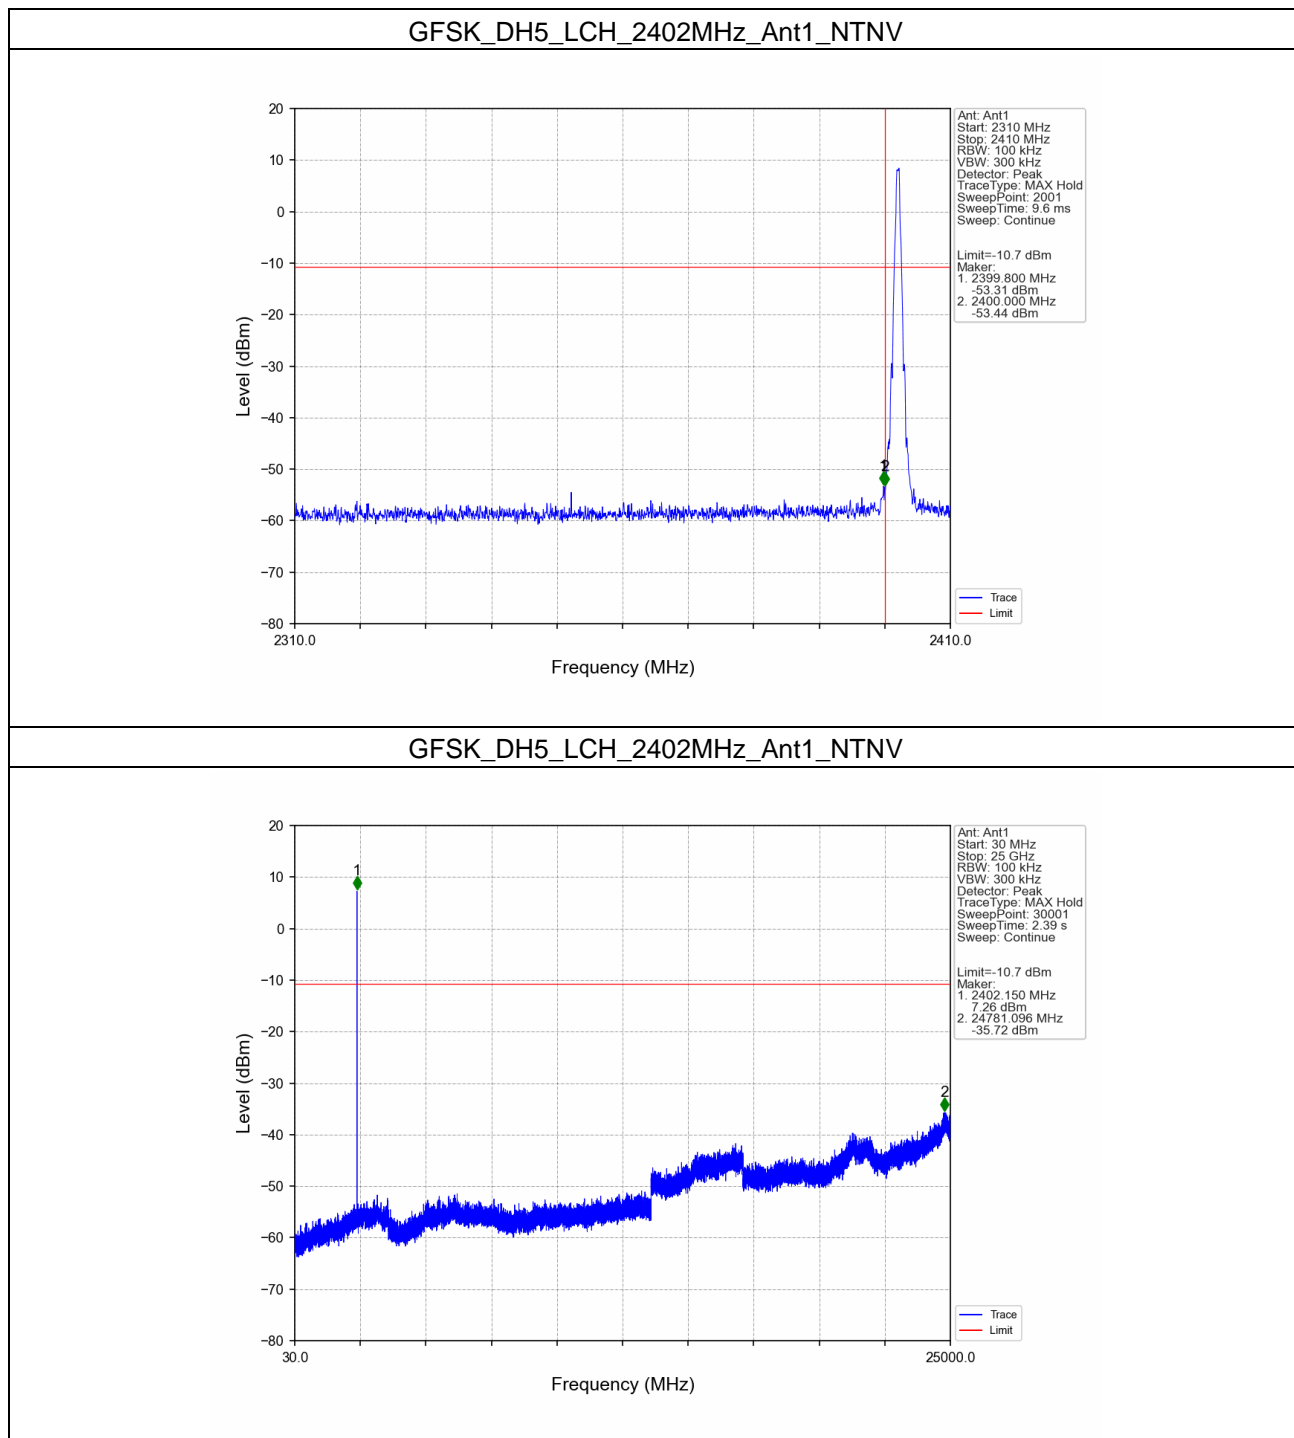 GFSK_DH5_LCH_2402MHz_Ant1_NTNV
20
10
0
−10
−20
−30
−40
−50
−60
−70
−80
Level (dBm)
1
2
2310.0
2410.0
Frequency (MHz)
Ant: Ant1
Start: 2310 MHz
Stop: 2410 MHz
RBW: 100 kHz
VBW: 300 kHz
Detector: Peak
TraceType: MAX Hold
SweepPoint: 2001
SweepTime: 9.6 ms
Sweep: Continue
Limit=-10.7 dBm
Maker:
1. 2399.800 MHz
-53.31 dBm
2. 2400.000 MHz
-53.44 dBm
Trace
Limit
GFSK_DH5_LCH_2402MHz_Ant1_NTNV
20
10
0
−10
−20
−30
−40
−50
−60
−70
−80
Level (dBm)
1
2
30.0
25000.0
Frequency (MHz)
Ant: Ant1
Start: 30 MHz
Stop: 25 GHz
RBW: 100 kHz
VBW: 300 kHz
Detector: Peak
TraceType: MAX Hold
SweepPoint: 30001
SweepTime: 2.39 s
Sweep: Continue
Limit=-10.7 dBm
Maker:
1. 2402.150 MHz
7.26 dBm
2. 24781.096 MHz
-35.72 dBm
Trace
Limit